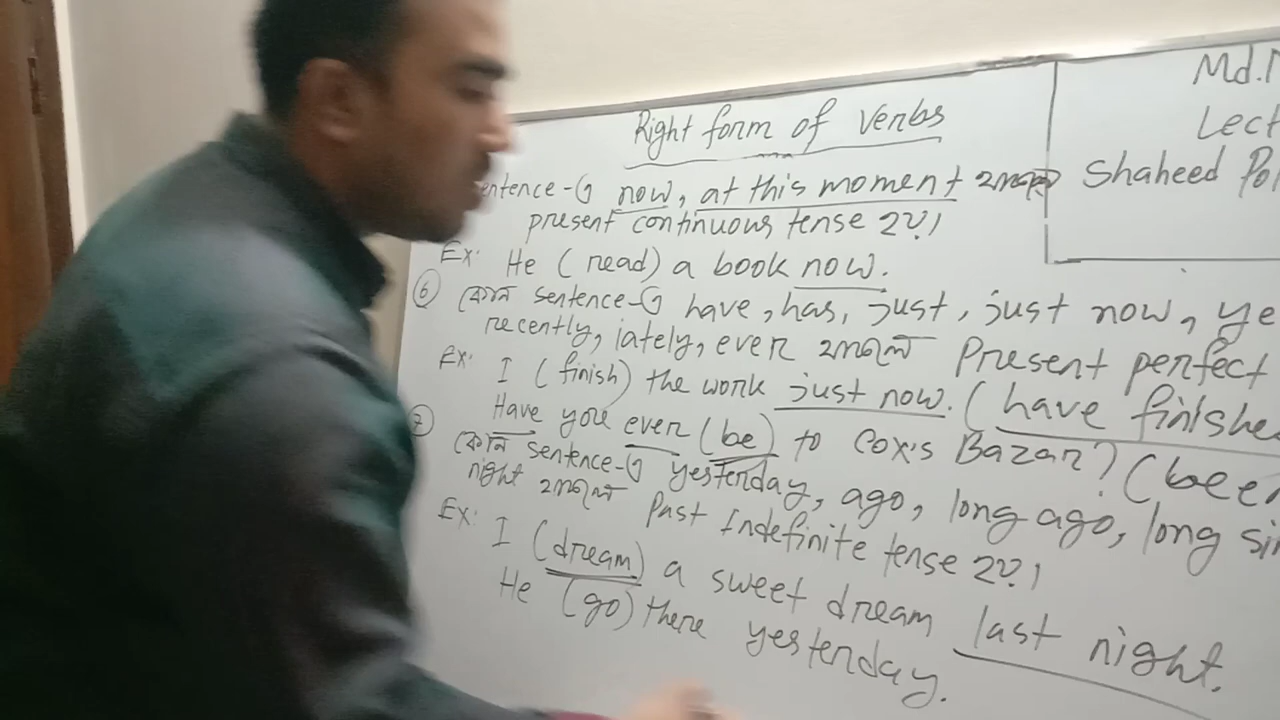 Right form of Verbs
Md.
Lect
Shaheed Pol
sentence-এ now, at this moment থাকলে
present continuous tense হয়।
Ex: He (read) a book now.
⑥ কোন sentence-এ have, has, just, just now, ye
recently, lately, ever থাকলে Present perfect
Ex: I (finish) the work just now. (have finished
Have you ever (be) to Cox's Bazar? (been
⑦ কোন sentence-এ yesterday, ago, long ago, long sin
night থাকলে Past Indefinite tense হয়।
Ex: I (dream) a sweet dream last night.
He (go) there yesterday.